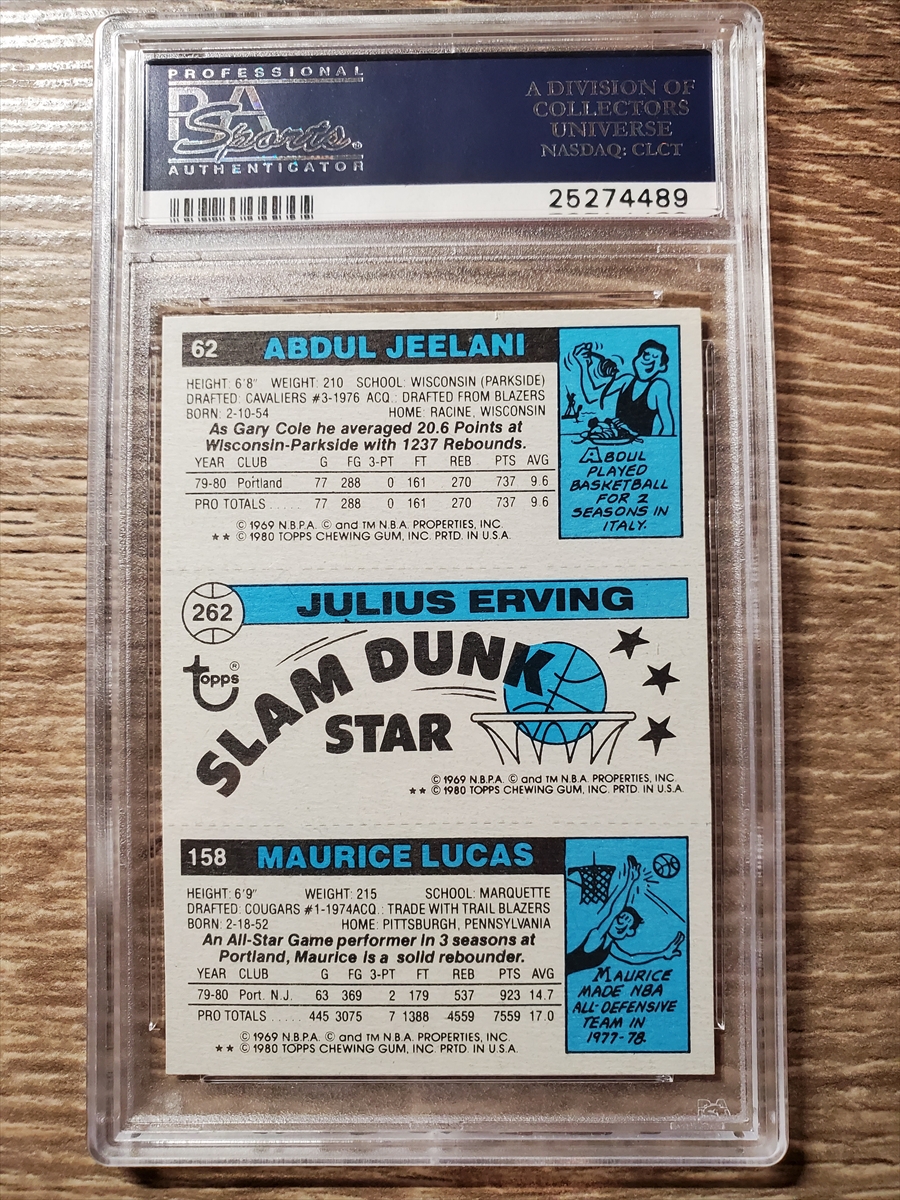 PROFESSIONAL
PSA
Sports®
AUTHENTICATOR
A DIVISION OF
COLLECTORS
UNIVERSE
NASDAQ: CLCT
25274489
62 ABDUL JEELANI
HEIGHT: 6'8" WEIGHT: 210 SCHOOL: WISCONSIN (PARKSIDE)
DRAFTED: CAVALIERS #3-1976 ACQ.: DRAFTED FROM BLAZERS
BORN: 2-10-54 HOME: RACINE, WISCONSIN
As Gary Cole he averaged 20.6 Points at
Wisconsin-Parkside with 1237 Rebounds.
YEAR CLUB G FG 3-PT FT REB PTS AVG
79-80 Portland 77 288 0 161 270 737 9.6
PRO TOTALS .... 77 288 0 161 270 737 9.6
© 1969 N.B.P.A. © and TM N.B.A. PROPERTIES, INC.
★★ © 1980 TOPPS CHEWING GUM, INC. PRTD. IN U.S.A.
ABDUL
PLAYED
BASKETBALL
FOR 2
SEASONS IN
ITALY.
262 JULIUS ERVING
topps®
SLAM DUNK
STAR
© 1969 N.B.P.A. © and TM N.B.A. PROPERTIES, INC.
★★ © 1980 TOPPS CHEWING GUM, INC. PRTD. IN U.S.A.
158 MAURICE LUCAS
HEIGHT: 6'9" WEIGHT: 215 SCHOOL: MARQUETTE
DRAFTED: COUGARS #1-1974 ACQ.: TRADE WITH TRAIL BLAZERS
BORN: 2-18-52 HOME: PITTSBURGH, PENNSYLVANIA
An All-Star Game performer in 3 seasons at
Portland, Maurice is a solid rebounder.
YEAR CLUB G FG 3-PT FT REB PTS AVG
79-80 Port. N.J. 63 369 2 179 537 923 14.7
PRO TOTALS ..... 445 3075 7 1388 4559 7559 17.0
© 1969 N.B.P.A. © and TM N.B.A. PROPERTIES, INC.
★★ © 1980 TOPPS CHEWING GUM, INC. PRTD. IN U.S.A.
MAURICE
MADE NBA
ALL-DEFENSIVE
TEAM IN
1977-78.
PSA